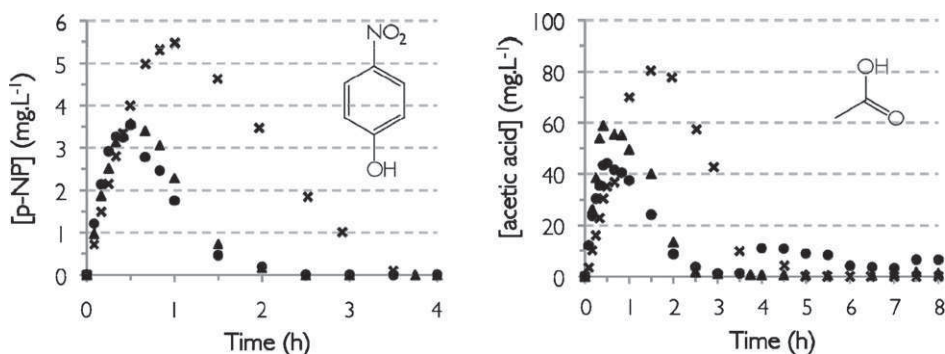 [p-NP] (mg.L⁻¹)
6
5
4
3
2
1
0
0 1 2 3 4
Time (h)
NO₂
OH
[acetic acid] (mg.L⁻¹)
100
80
60
40
20
0
0 1 2 3 4 5 6 7 8
Time (h)
OH
O